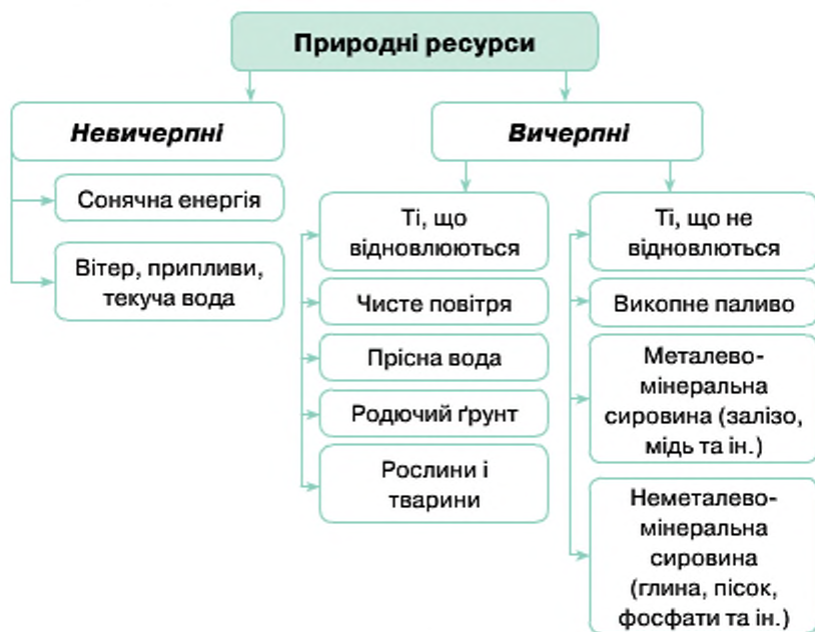 Природні ресурси
Невичерпні
Сонячна енергія
Вітер, припливи,
текуча вода
Вичерпні
Ті, що
відновлюються
Чисте повітря
Прісна вода
Родючий ґрунт
Рослини і
тварини
Ті, що не
відновлються
Викопне паливо
Металево-
мінеральна
сировина (залізо,
мідь та ін.)
Неметалево-
мінеральна
сировина
(глина, пісок,
фосфати та ін.)